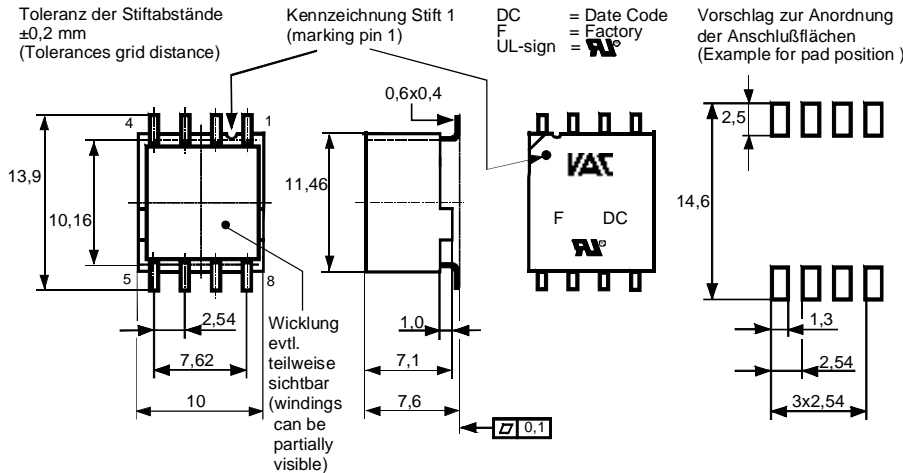 Toleranz der Stiftabstände
±0,2 mm
(Tolerances grid distance)
Kennzeichnung Stift 1
(marking pin 1)
DC = Date Code
F = Factory
UL-sign =
Vorschlag zur Anordnung
der Anschlußflächen
(Example for pad position )
0,6x0,4
4
1
13,9
10,16
5
8
2,54
7,62
10
Wicklung
evtl.
teilweise
sichtbar
(windings
can be
partially
visible)
11,46
1,0
7,1
7,6
0,1
VAC
F DC
2,5
14,6
1,3
2,54
3x2,54